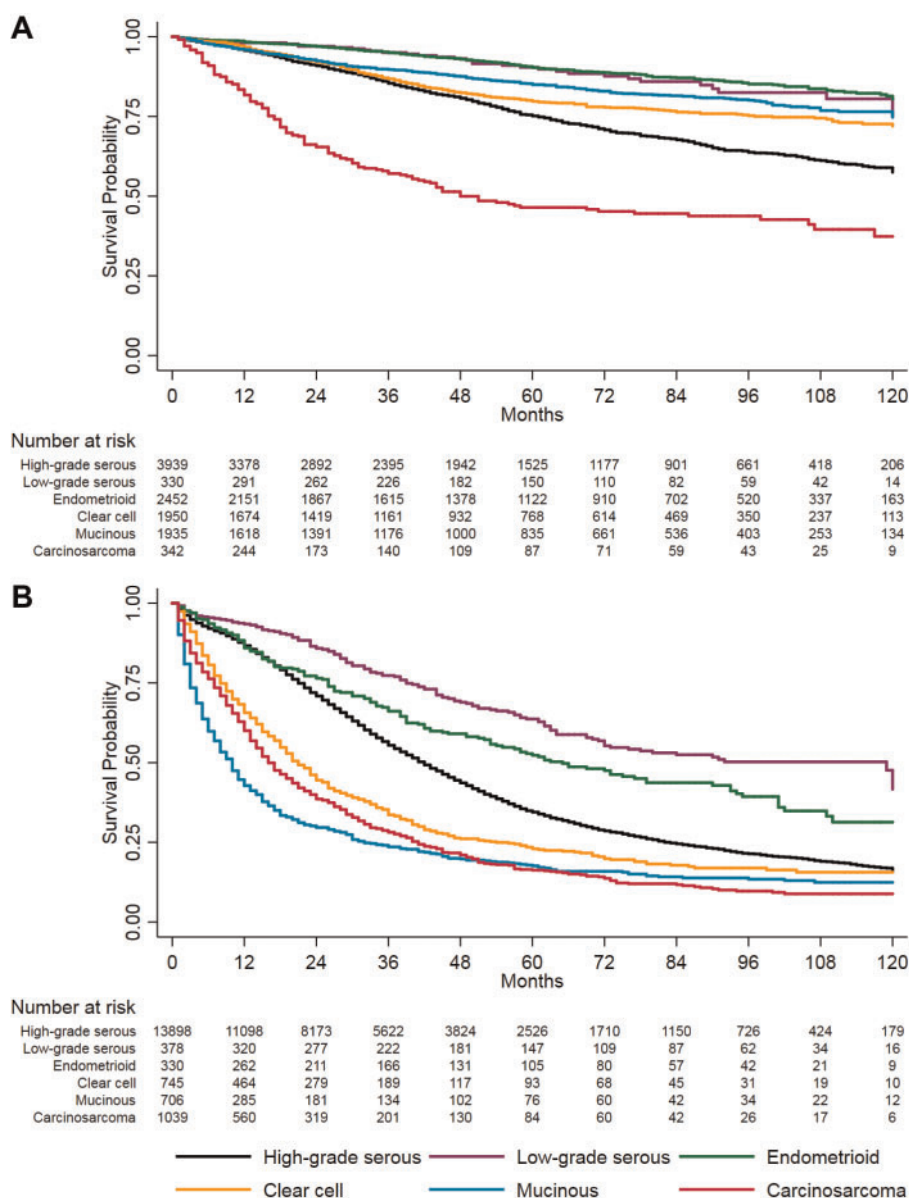 A
Survival Probability
1.00
0.75
0.50
0.25
0.00
0 12 24 36 48 60 72 84 96 108 120
Months
Number at risk
High-grade serous 3939 3378 2892 2395 1942 1525 1177 901 661 418 206
Low-grade serous 330 291 262 226 182 150 110 82 59 42 14
Endometrioid 2452 2151 1867 1615 1378 1122 910 702 520 337 163
Clear cell 1950 1674 1419 1161 932 768 614 469 350 237 113
Mucinous 1935 1618 1391 1176 1000 835 661 536 403 253 134
Carcinosarcoma 342 244 173 140 109 87 71 59 43 25 9
B
Survival Probability
1.00
0.75
0.50
0.25
0.00
0 12 24 36 48 60 72 84 96 108 120
Months
Number at risk
High-grade serous 13898 11098 8173 5622 3824 2526 1710 1150 726 424 179
Low-grade serous 378 320 277 222 181 147 109 87 62 34 16
Endometrioid 330 262 211 166 131 105 80 57 42 21 9
Clear cell 745 464 279 189 117 93 68 45 31 19 10
Mucinous 706 285 181 134 102 76 60 42 34 22 12
Carcinosarcoma 1039 560 319 201 130 84 60 42 26 17 6
High-grade serous Low-grade serous Endometrioid
Clear cell Mucinous Carcinosarcoma